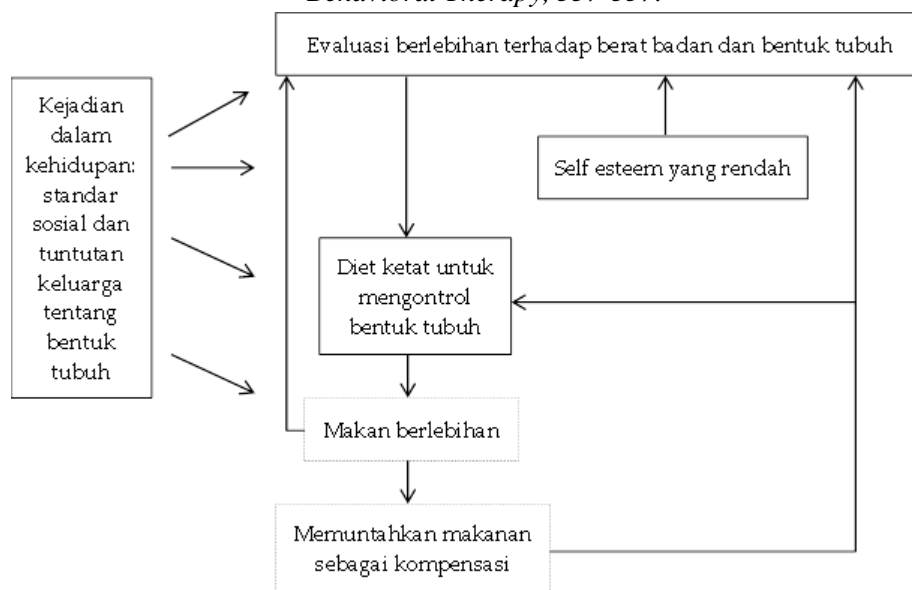 Behavioral Therapy, 337-357.
Evaluasi berlebihan terhadap berat badan dan bentuk tubuh
Kejadian
dalam
kehidupan:
standar
sosial dan
tuntutan
keluarga
tentang
bentuk
tubuh
Self esteem yang rendah
Diet ketat untuk
mengontrol
bentuk tubuh
Makan berlebihan
Memuntahkan makanan
sebagai kompensasi